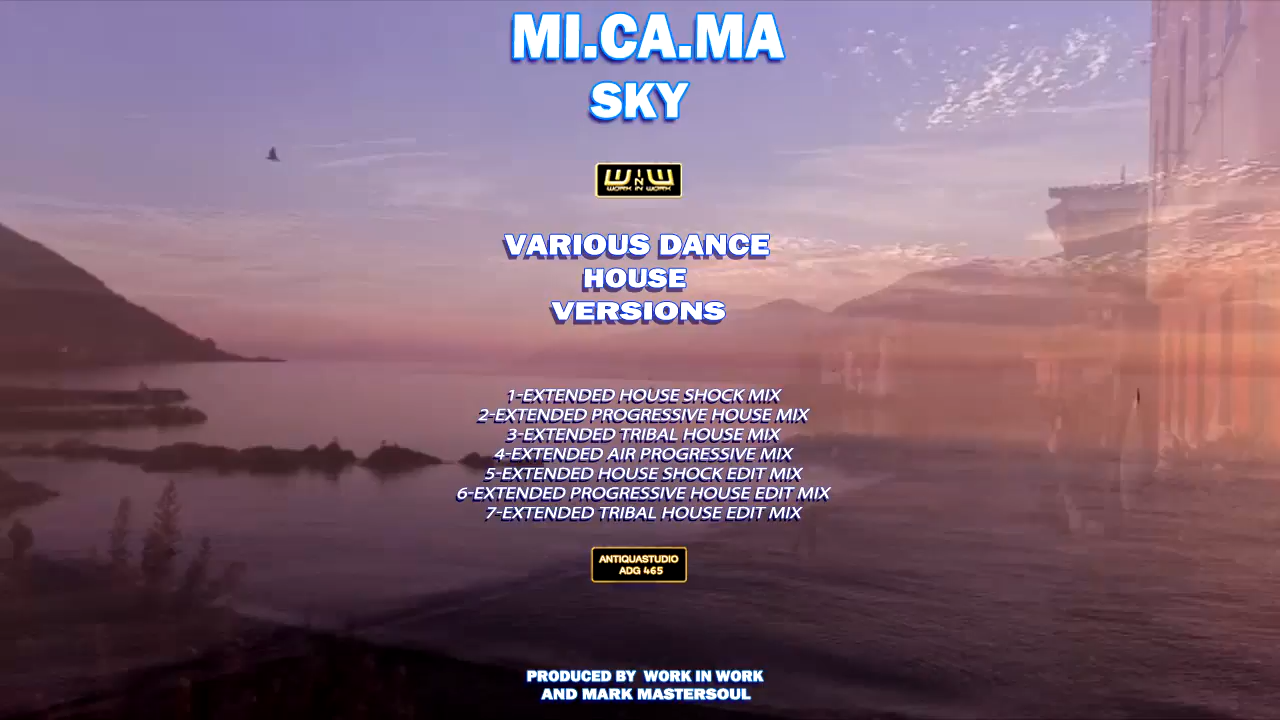 MI.CA.MA
SKY
WNW
WORK IN WORK
VARIOUS DANCE
HOUSE
VERSIONS
1-EXTENDED HOUSE SHOCK MIX
2-EXTENDED PROGRESSIVE HOUSE MIX
3-EXTENDED TRIBAL HOUSE MIX
4-EXTENDED AIR PROGRESSIVE MIX
5-EXTENDED HOUSE SHOCK EDIT MIX
6-EXTENDED PROGRESSIVE HOUSE EDIT MIX
7-EXTENDED TRIBAL HOUSE EDIT MIX
ANTIQUASTUDIO
ADG 465
PRODUCED BY WORK IN WORK
AND MARK MASTERSOUL